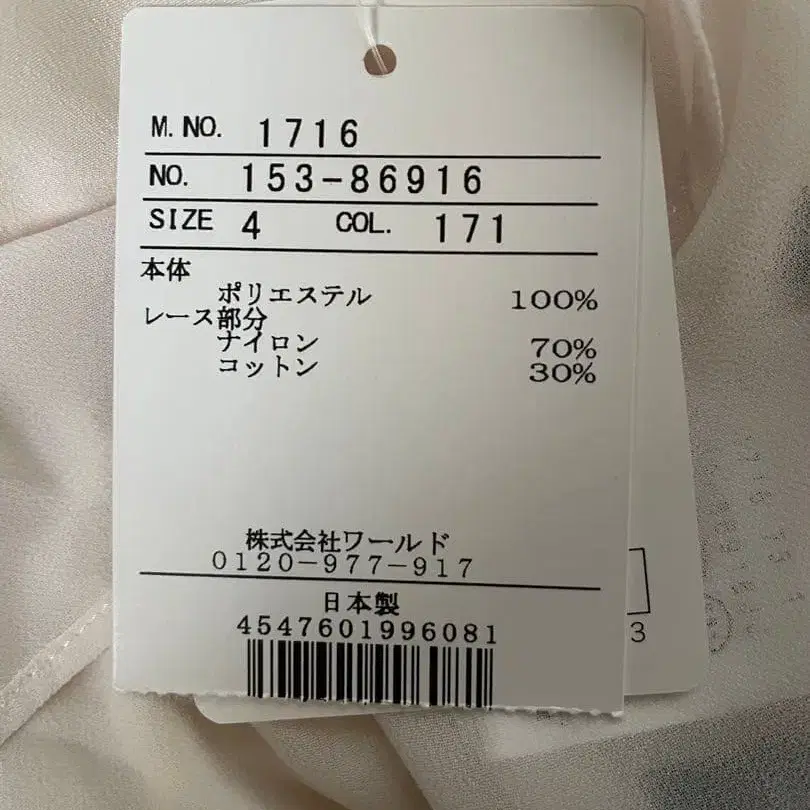 M. NO. 1716
NO. 153-86916
SIZE 4 COL. 171
本体
ポリエステル 100%
レース部分
ナイロン 70%
コットン 30%
株式会社ワールド
0120-977-917
日本製
4547601996081
3